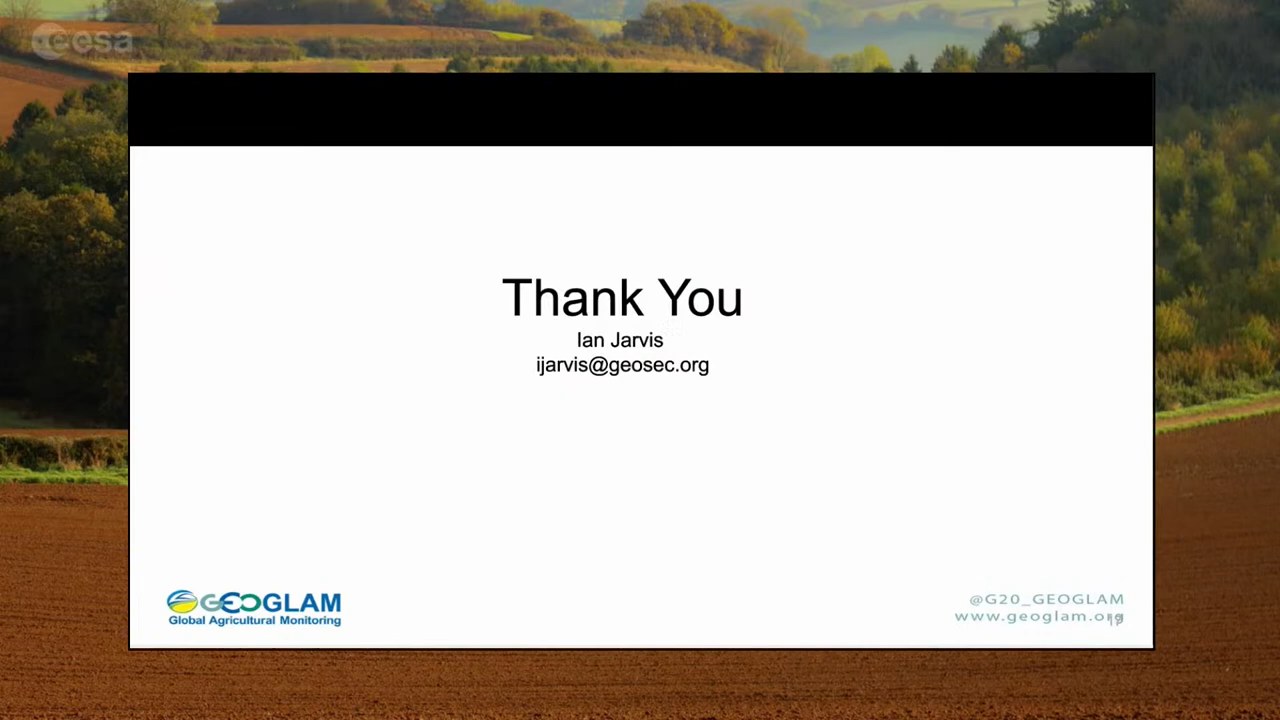 esa
Thank You
Ian Jarvis
ijarvis@geosec.org
GEOGLAM
Global Agricultural Monitoring
@G20_GEOGLAM
www.geoglam.org